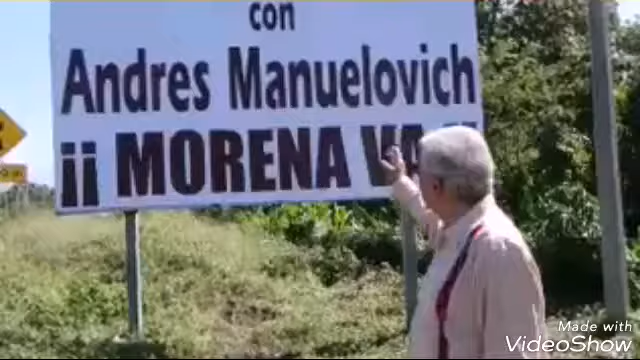 con
Andres Manuelovich
¡¡ MORENA VA !!
Made with
VideoShow